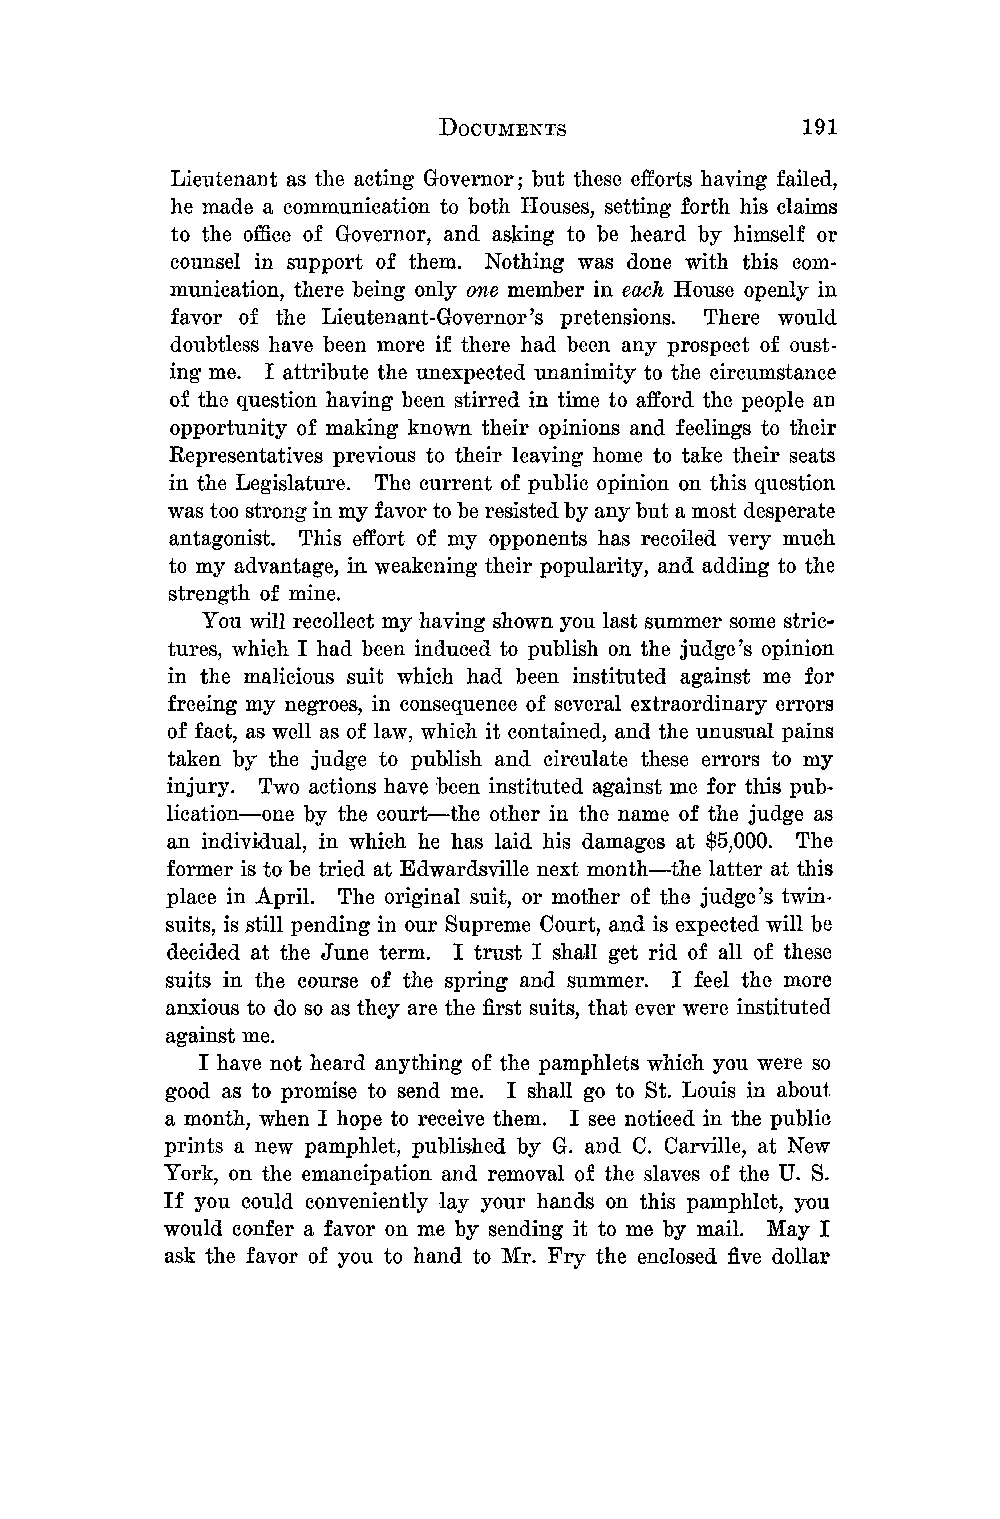 DOCUMENTS 191
Lieutenant as the acting Governor; but these efforts having failed,
he made a communication to both Houses, setting forth his claims
to the office of Governor, and asking to be heard by himself or
counsel in support of them. Nothing was done with this com-
munication, there being only one member in each House openly in
favor of the Lieutenant-Governor's pretensions. There would
doubtless have been more if there had been any prospect of oust-
ing me. I attribute the unexpected unanimity to the circumstance
of the question having been stirred in time to afford the people an
opportunity of making known their opinions and feelings to their
Representatives previous to their leaving home to take their seats
in the Legislature. The current of public opinion on this question
was too strong in my favor to be resisted by any but a most desperate
antagonist. This effort of my opponents has recoiled very much
to my advantage, in weakening their popularity, and adding to the
strength of mine.
You will recollect my having shown you last summer some stric-
tures, which I had been induced to publish on the judge's opinion
in the malicious suit which had been instituted against me for
freeing my negroes, in consequence of several extraordinary errors
of fact, as well as of law, which it contained, and the unusual pains
taken by the judge to publish and circulate these errors to my
injury. Two actions have been instituted against me for this pub-
lication—one by the court—the other in the name of the judge as
an individual, in which he has laid his damages at $5,000. The
former is to be tried at Edwardsville next month—the latter at this
place in April. The original suit, or mother of the judge's twin-
suits, is still pending in our Supreme Court, and is expected will be
decided at the June term. I trust I shall get rid of all of these
suits in the course of the spring and summer. I feel the more
anxious to do so as they are the first suits, that ever were instituted
against me.
I have not heard anything of the pamphlets which you were so
good as to promise to send me. I shall go to St. Louis in about
a month, when I hope to receive them. I see noticed in the public
prints a new pamphlet, published by G. and C. Carville, at New
York, on the emancipation and removal of the slaves of the U. S.
If you could conveniently lay your hands on this pamphlet, you
would confer a favor on me by sending it to me by mail. May I
ask the favor of you to hand to Mr. Fry the enclosed five dollar